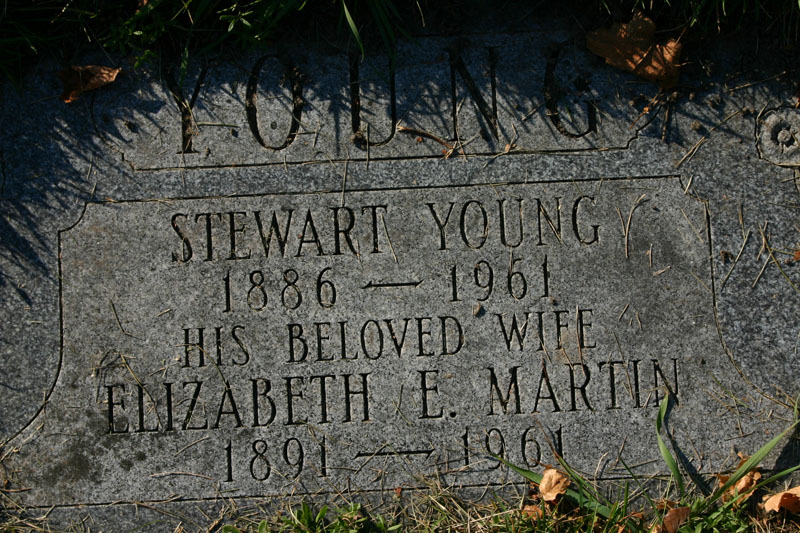 YOUNG
STEWART YOUNG
1886 — 1961
HIS BELOVED WIFE
ELIZABETH E. MARTIN
1891 — 1961